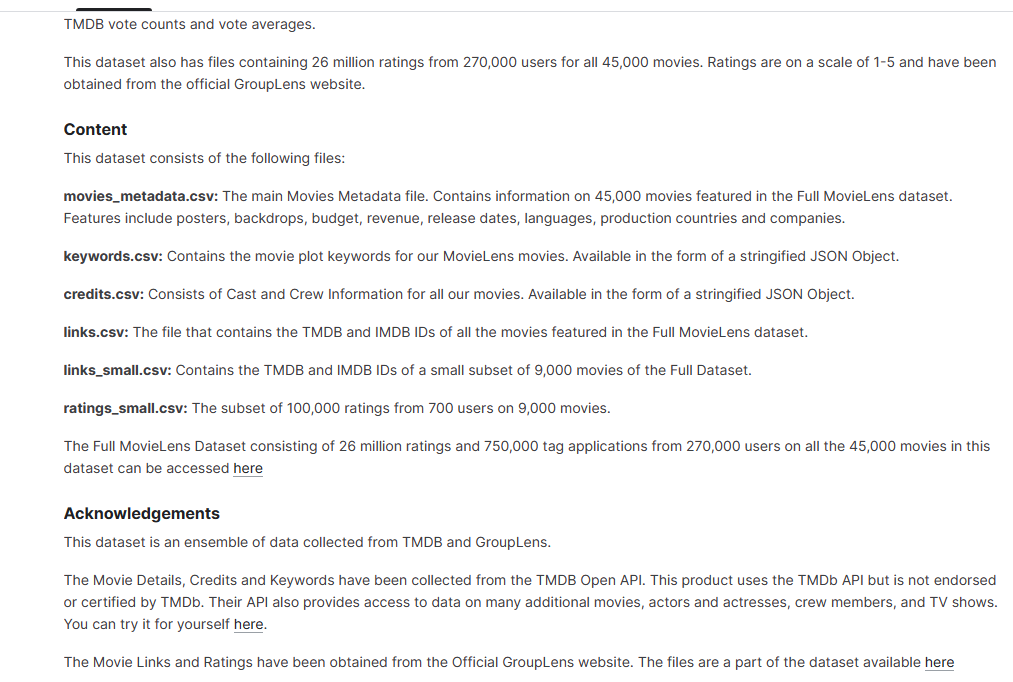 TMDB vote counts and vote averages.
This dataset also has files containing 26 million ratings from 270,000 users for all 45,000 movies. Ratings are on a scale of 1-5 and have been
obtained from the official GroupLens website.
Content
This dataset consists of the following files:
movies_metadata.csv: The main Movies Metadata file. Contains information on 45,000 movies featured in the Full MovieLens dataset.
Features include posters, backdrops, budget, revenue, release dates, languages, production countries and companies.
keywords.csv: Contains the movie plot keywords for our MovieLens movies. Available in the form of a stringified JSON Object.
credits.csv: Consists of Cast and Crew Information for all our movies. Available in the form of a stringified JSON Object.
links.csv: The file that contains the TMDB and IMDB IDs of all the movies featured in the Full MovieLens dataset.
links_small.csv: Contains the TMDB and IMDB IDs of a small subset of 9,000 movies of the Full Dataset.
ratings_small.csv: The subset of 100,000 ratings from 700 users on 9,000 movies.
The Full MovieLens Dataset consisting of 26 million ratings and 750,000 tag applications from 270,000 users on all the 45,000 movies in this
dataset can be accessed here
Acknowledgements
This dataset is an ensemble of data collected from TMDB and GroupLens.
The Movie Details, Credits and Keywords have been collected from the TMDB Open API. This product uses the TMDb API but is not endorsed
or certified by TMDb. Their API also provides access to data on many additional movies, actors and actresses, crew members, and TV shows.
You can try it for yourself here.
The Movie Links and Ratings have been obtained from the Official GroupLens website. The files are a part of the dataset available here